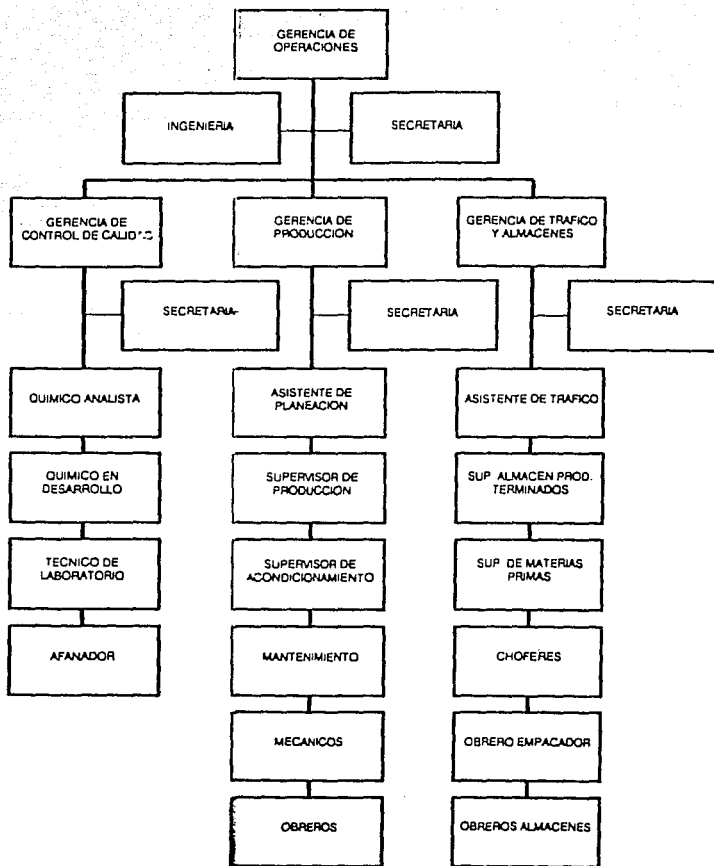 GERENCIA DE
OPERACIONES
INGENIERIA
SECRETARIA
GERENCIA DE
CONTROL DE
GERENCIA DE
PRODUCCION
GERENCIA DE TRAFICO
Y ALMACENES
SECRETARIA
SECRETARIA
SECRETARIA
QUIMICO ANALISTA
ASISTENTE DE
PLANEACION
ASISTENTE DE TRAFICO
QUIMICO EN
DESARROLLO
SUPERVISOR DE
PRODUCCION
SUP ALMACEN PROD.
TERMINADOS
TECNICO DE
LABORATORIO
SUPERVISOR DE
ACONDICIONAMIENTO
SUP DE MATERIAS
PRIMAS
AFANADOR
MANTENIMIENTO
CHOFERES
MECANICOS
OBRERO EMPACADOR
OBREROS
OBREROS ALMACENES